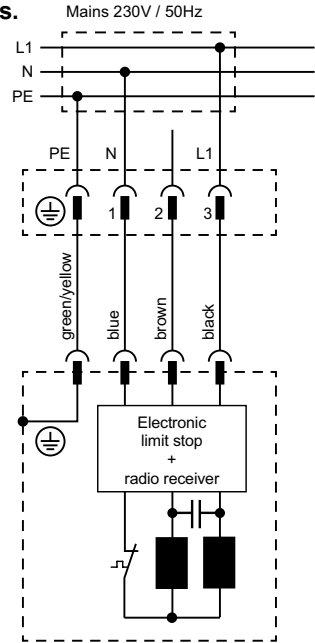 s.
Mains 230V / 50Hz
L1
N
PE
PE N L1
1 2 3
green/yellow
blue
brown
black
Electronic
limit stop
+
radio receiver